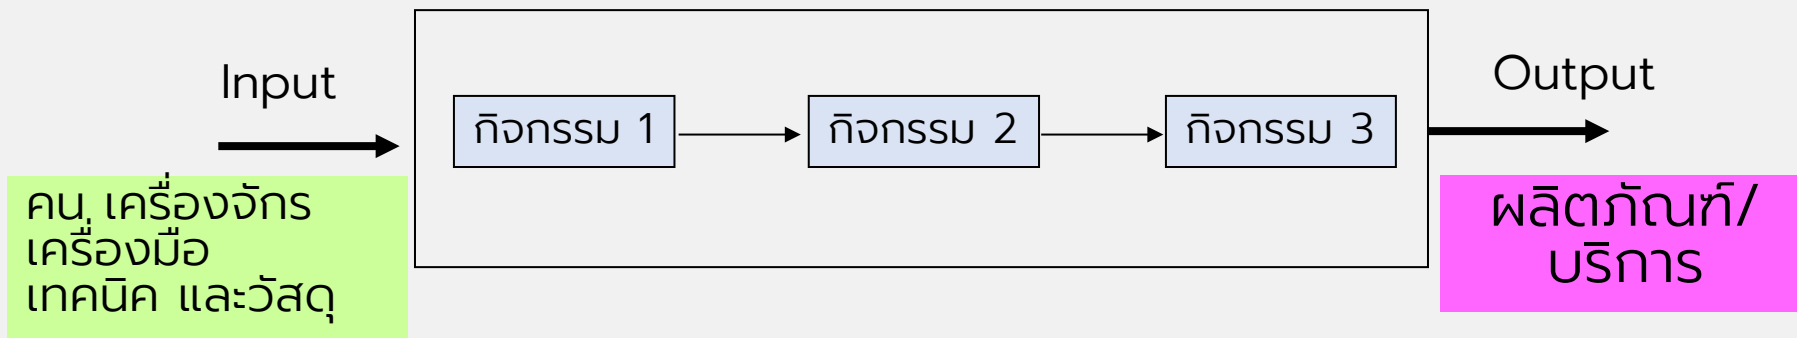 Input
คน เครื่องจักร
เครื่องมือ
เทคนิค และวัสดุ
กิจกรรม 1
กิจกรรม 2
กิจกรรม 3
Output
ผลิตภัณฑ์/
บริการ